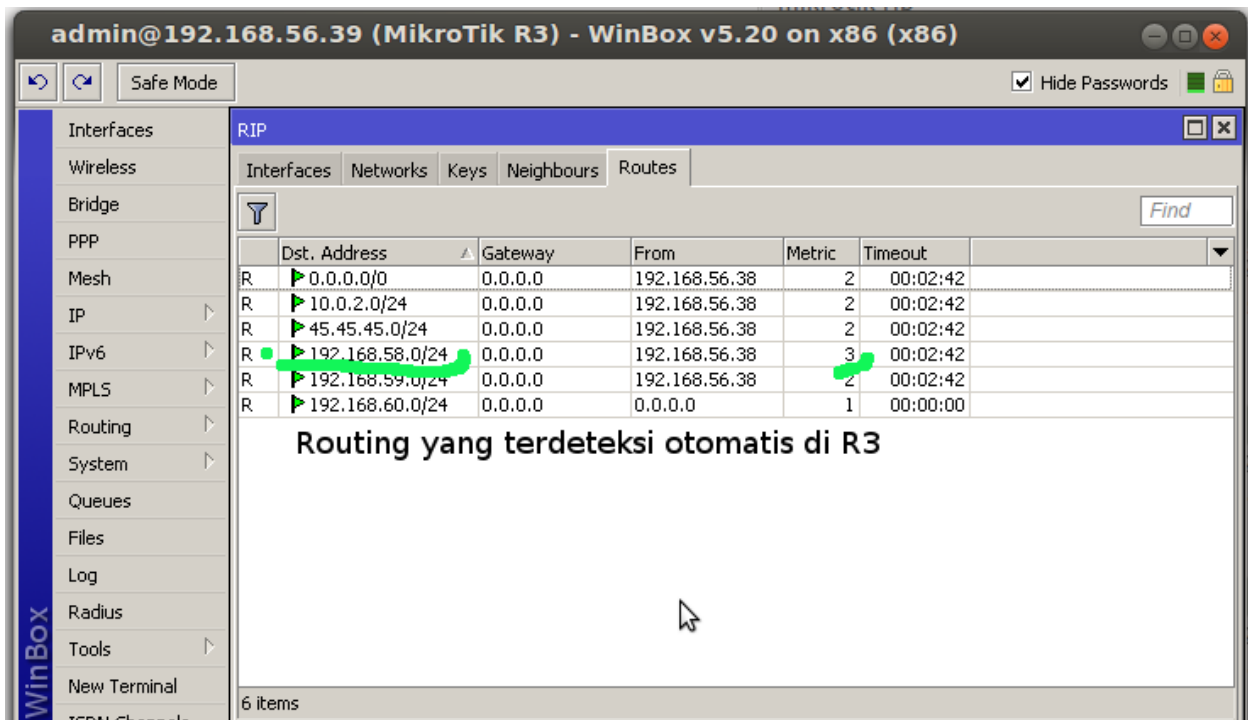 admin@192.168.56.39 (MikroTik R3) - WinBox v5.20 on x86 (x86)
Safe Mode
Hide Passwords
Interfaces
Wireless
Bridge
PPP
Mesh
IP
IPv6
MPLS
Routing
System
Queues
Files
Log
Radius
Tools
New Terminal
WinBox
RIP
Interfaces Networks Keys Neighbours Routes
Find
Dst. Address Gateway From Metric Timeout
R 0.0.0.0/0 0.0.0.0 192.168.56.38 2 00:02:42
R 10.0.2.0/24 0.0.0.0 192.168.56.38 2 00:02:42
R 45.45.45.0/24 0.0.0.0 192.168.56.38 2 00:02:42
R 192.168.58.0/24 0.0.0.0 192.168.56.38 3 00:02:42
R 192.168.59.0/24 0.0.0.0 192.168.56.38 2 00:02:42
R 192.168.60.0/24 0.0.0.0 0.0.0.0 1 00:00:00
Routing yang terdeteksi otomatis di R3
6 items